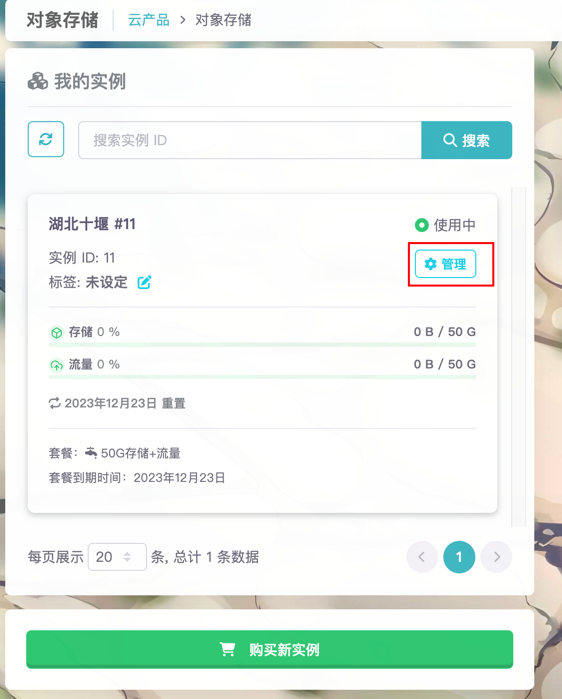 对象存储 云产品 > 对象存储
我的实例
搜索实例 ID 搜索
湖北十堰 #11 使用中
实例 ID: 11 管理
标签: 未设定
存储 0 % 0 B / 50 G
流量 0 % 0 B / 50 G
2023年12月23日 重置
套餐: 50G存储+流量
套餐到期时间: 2023年12月23日
每页展示 20 条, 总计 1 条数据 1
购买新实例